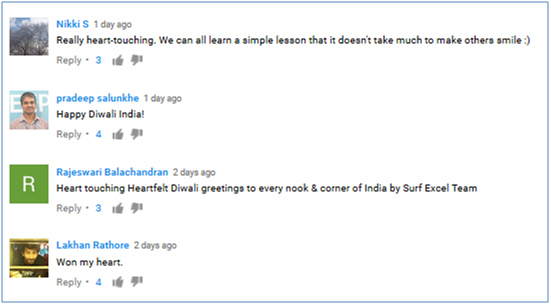 Nikki S 1 day ago
Really heart-touching. We can all learn a simple lesson that it doesn't take much to make others smile :)
Reply • 3
pradeep salunkhe 1 day ago
Happy Diwali India!
Reply • 4
R
Rajeswari Balachandran 2 days ago
Heart touching Heartfelt Diwali greetings to every nook & corner of India by Surf Excel Team
Reply • 3
Lakhan Rathore 2 days ago
Won my heart.
Reply • 4